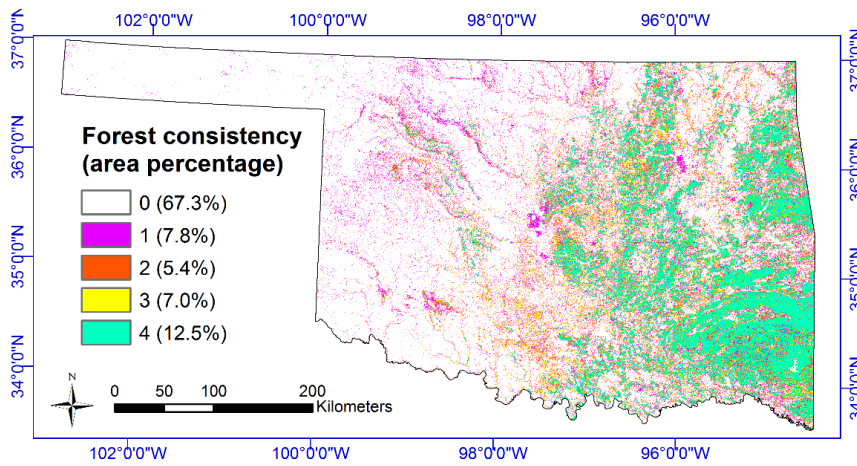 102°0'0"W 100°0'0"W 98°0'0"W 96°0'0"W
37°0'0"N
36°0'0"N
35°0'0"N
34°0'0"N
37°0'0"N
36°0'0"N
35°0'0"N
34°0'0"N
Forest consistency
(area percentage)
0 (67.3%)
1 (7.8%)
2 (5.4%)
3 (7.0%)
4 (12.5%)
N
0 50 100 200
Kilometers
102°0'0"W 100°0'0"W 98°0'0"W 96°0'0"W